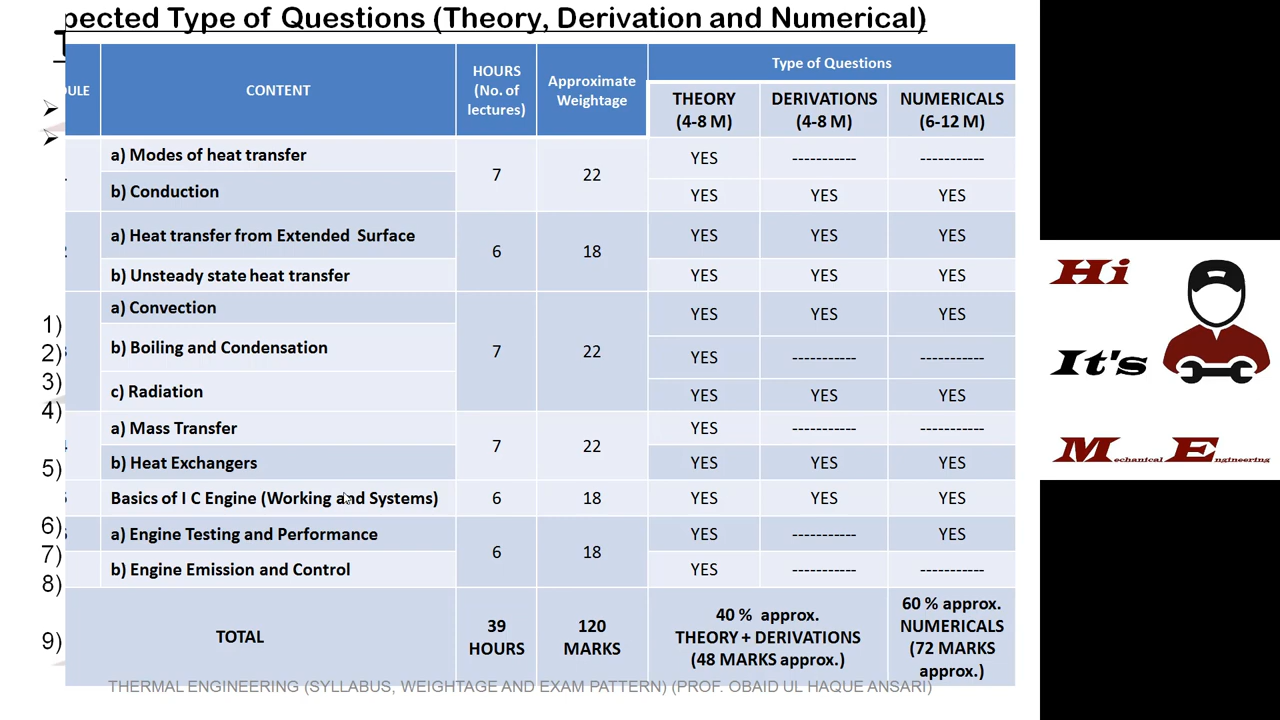 pected Type of Questions (Theory, Derivation and Numerical)
DULE CONTENT HOURS (No. of lectures) Approximate Weightage Type of Questions
THEORY (4-8 M) DERIVATIONS (4-8 M) NUMERICALS (6-12 M)
a) Modes of heat transfer 7 22 YES ----------- -----------
b) Conduction YES YES YES
a) Heat transfer from Extended Surface 6 18 YES YES YES
b) Unsteady state heat transfer YES YES YES
a) Convection 7 22 YES YES YES
b) Boiling and Condensation YES ----------- -----------
c) Radiation YES YES YES
a) Mass Transfer 7 22 YES ----------- -----------
b) Heat Exchangers YES YES YES
Basics of I C Engine (Working and Systems) 6 18 YES YES YES
a) Engine Testing and Performance 6 18 YES ----------- YES
b) Engine Emission and Control YES ----------- -----------
TOTAL 39 HOURS 120 MARKS 40 % approx. THEORY + DERIVATIONS (48 MARKS approx.) 60 % approx. NUMERICALS (72 MARKS approx.)
1)
2)
3)
4)
5)
6)
7)
8)
9)
THERMAL ENGINEERING (SYLLABUS, WEIGHTAGE AND EXAM PATTERN) (PROF. OBAID UL HAQUE ANSARI)
Hi
It's
Mechanical Engineering